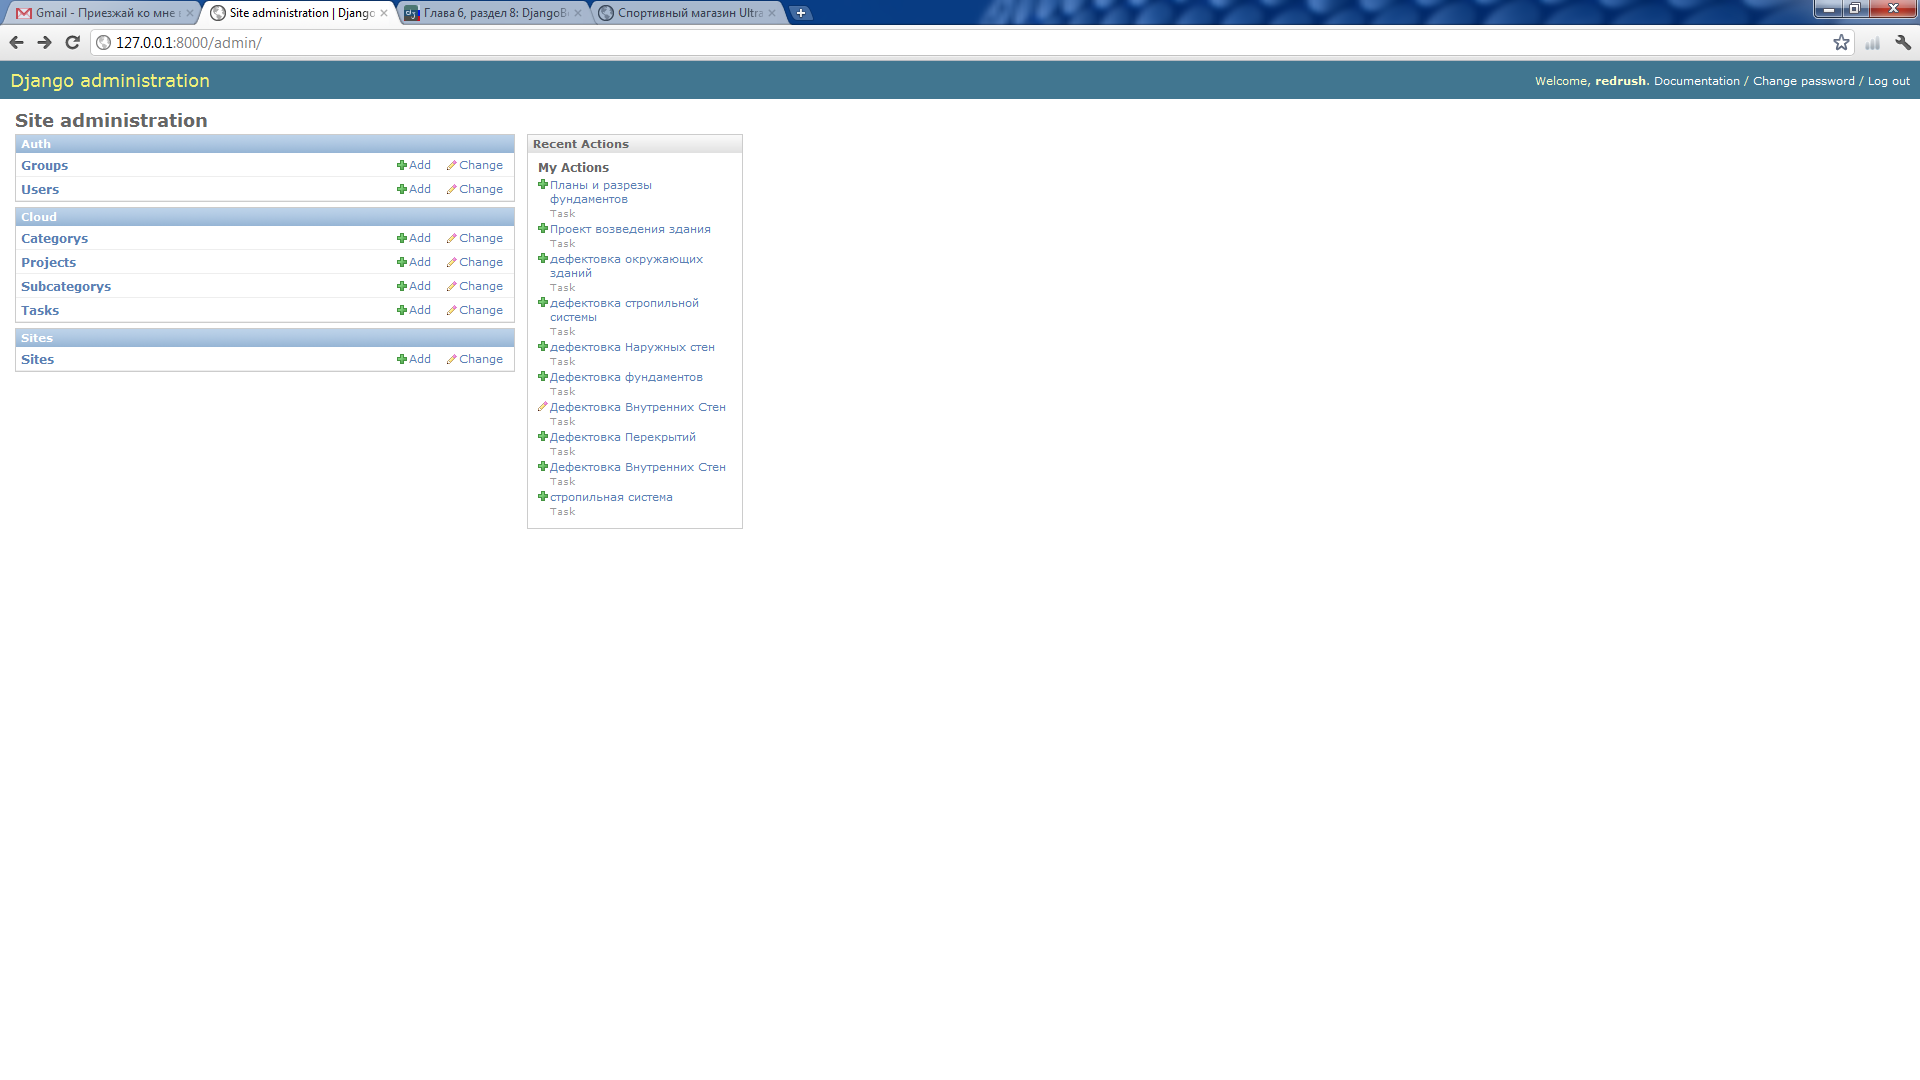 Gmail - Приезжай ко мне
Site administration | Django
Глава 6, раздел 8: DjangoB
Спортивный магазин Ultra
127.0.0.1:8000/admin/
Django administration
Welcome, redrush. Documentation / Change password / Log out
Site administration
Auth
Groups Add Change
Users Add Change
Cloud
Categorys Add Change
Projects Add Change
Subcategorys Add Change
Tasks Add Change
Sites
Sites Add Change
Recent Actions
My Actions
Планы и разрезы
фундаментов
Task
Проект возведения здания
Task
дефектовка окружающих
зданий
Task
дефектовка стропильной
системы
Task
дефектовка Наружных стен
Task
Дефектовка фундаментов
Task
Дефектовка Внутренних Стен
Task
Дефектовка Перекрытий
Task
Дефектовка Внутренних Стен
Task
стропильная система
Task